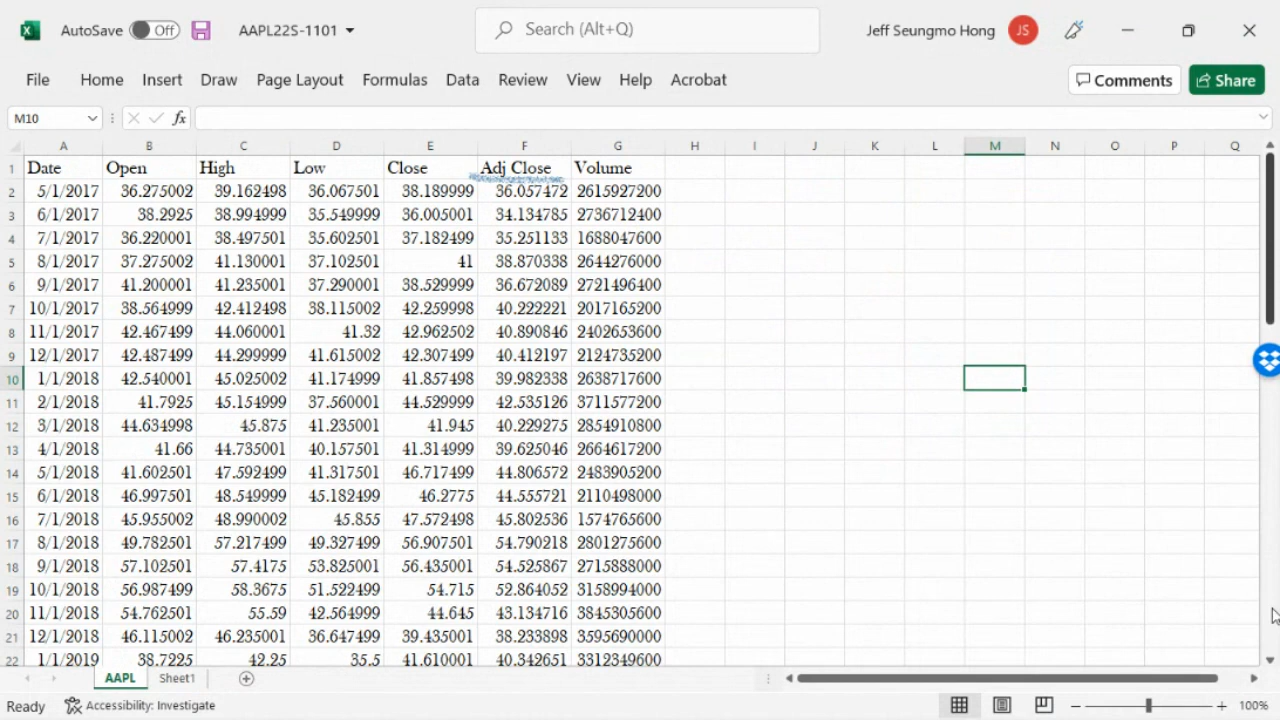 AutoSave Off AAPL22S-1101 Search (Alt+Q) Jeff Seungmo Hong JS
File Home Insert Draw Page Layout Formulas Data Review View Help Acrobat Comments Share
M10 fx
A B C D E F G H I J K L M N O P Q
1 Date Open High Low Close Adj Close Volume
2 5/1/2017 36.275002 39.162498 36.067501 38.189999 36.057472 2615927200
3 6/1/2017 38.2925 38.994999 35.549999 36.005001 34.134785 2736712400
4 7/1/2017 36.220001 38.497501 35.602501 37.182499 35.251133 1688047600
5 8/1/2017 37.275002 41.130001 37.102501 41 38.870338 2644276000
6 9/1/2017 41.200001 41.235001 37.290001 38.529999 36.672089 2721496400
7 10/1/2017 38.564999 42.412498 38.115002 42.259998 40.222221 2017165200
8 11/1/2017 42.467499 44.060001 41.32 42.962502 40.890846 2402653600
9 12/1/2017 42.487499 44.299999 41.615002 42.307499 40.412197 2124735200
10 1/1/2018 42.540001 45.025002 41.174999 41.857498 39.982338 2638717600
11 2/1/2018 41.7925 45.154999 37.560001 44.529999 42.535126 3711577200
12 3/1/2018 44.634998 45.875 41.235001 41.945 40.229275 2854910800
13 4/1/2018 41.66 44.735001 40.157501 41.314999 39.625046 2664617200
14 5/1/2018 41.602501 47.592499 41.317501 46.717499 44.806572 2483905200
15 6/1/2018 46.997501 48.549999 45.182499 46.2775 44.555721 2110498000
16 7/1/2018 45.955002 48.990002 45.855 47.572498 45.802536 1574765600
17 8/1/2018 49.782501 57.217499 49.327499 56.907501 54.790218 2801275600
18 9/1/2018 57.102501 57.4175 53.825001 56.435001 54.525867 2715888000
19 10/1/2018 56.987499 58.3675 51.522499 54.715 52.864052 3158994000
20 11/1/2018 54.762501 55.59 42.564999 44.645 43.134716 3845305600
21 12/1/2018 46.115002 46.235001 36.647499 39.435001 38.233898 3595690000
22 1/1/2019 38.7225 42.25 35.5 41.610001 40.342651 3312349600
AAPL Sheet1
Ready Accessibility: Investigate 100%